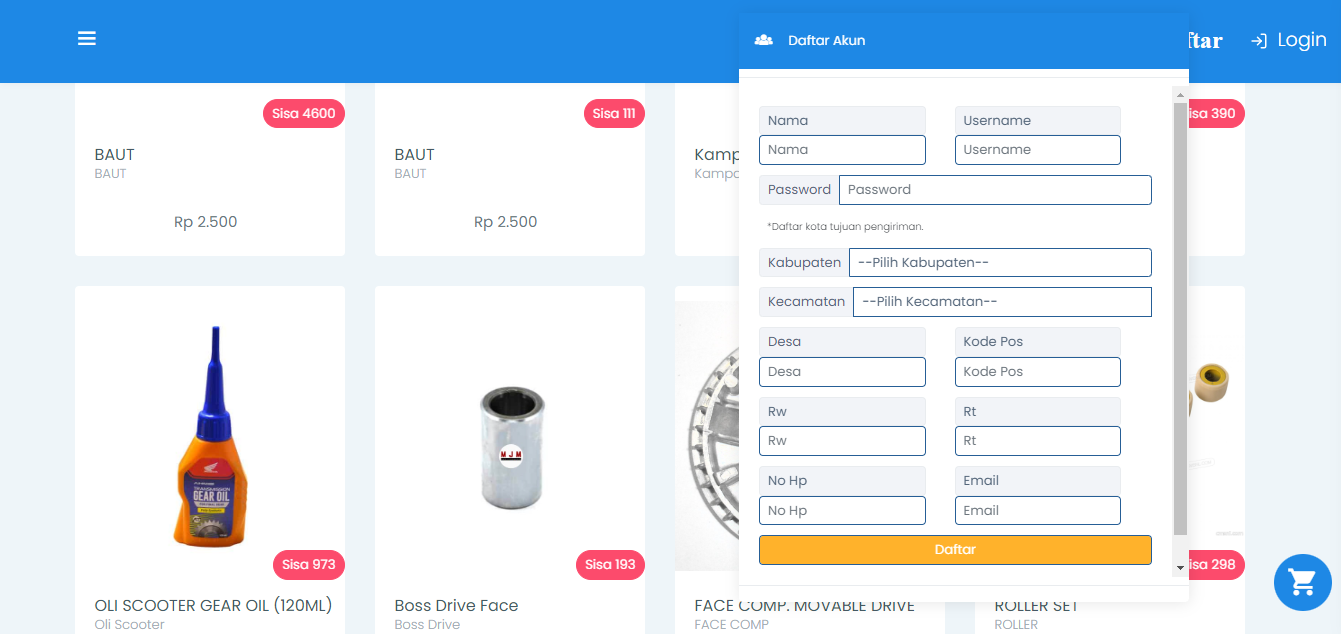 Daftar Akun
ftar
Login
Sisa 4600
BAUT
BAUT
Rp 2.500
Sisa 111
BAUT
BAUT
Rp 2.500
Kamp
Kampa
isa 390
Nama
Username
Nama
Username
Password
Password
*Daftar kota tujuan pengiriman.
Kabupaten
--Pilih Kabupaten--
Kecamatan
--Pilih Kecamatan--
Desa
Kode Pos
Desa
Kode Pos
Rw
Rt
Rw
Rt
No Hp
Email
No Hp
Email
Daftar
HONDA
TRANSMISSION
GEAR OIL
Sisa 973
OLI SCOOTER GEAR OIL (120ML)
Oli Scooter
MJM
Sisa 193
Boss Drive Face
Boss Drive
FACE COMP. MOVABLE DRIVE
FACE COMP
isa 298
ROLLER SET
ROLLER